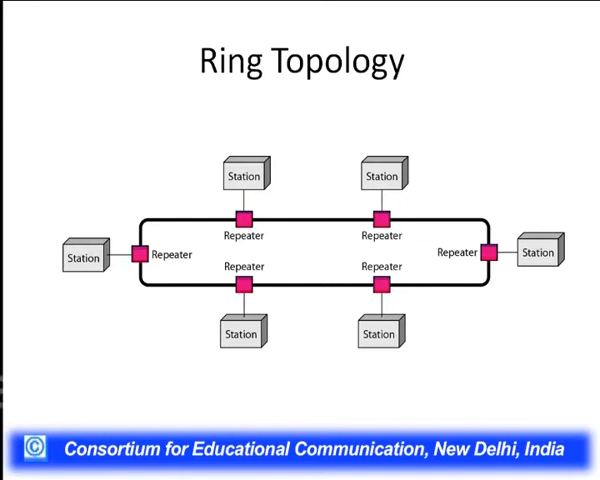 Ring Topology
Station
Station
Repeater
Repeater
Station
Repeater
Repeater
Station
Repeater
Repeater
Station
Station
© Consortium for Educational Communication, New Delhi, India